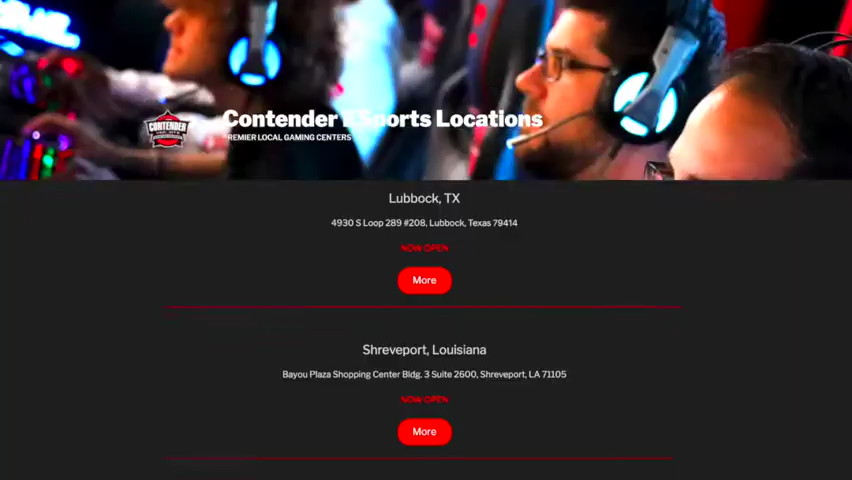 Contender ESports Locations
PREMIER LOCAL GAMING CENTERS
CONTENDER
Lubbock, TX
4930 S Loop 289 #208, Lubbock, Texas 79414
NOW OPEN
More
Shreveport, Louisiana
Bayou Plaza Shopping Center Bldg. 3 Suite 2600, Shreveport, LA 71105
NOW OPEN
More